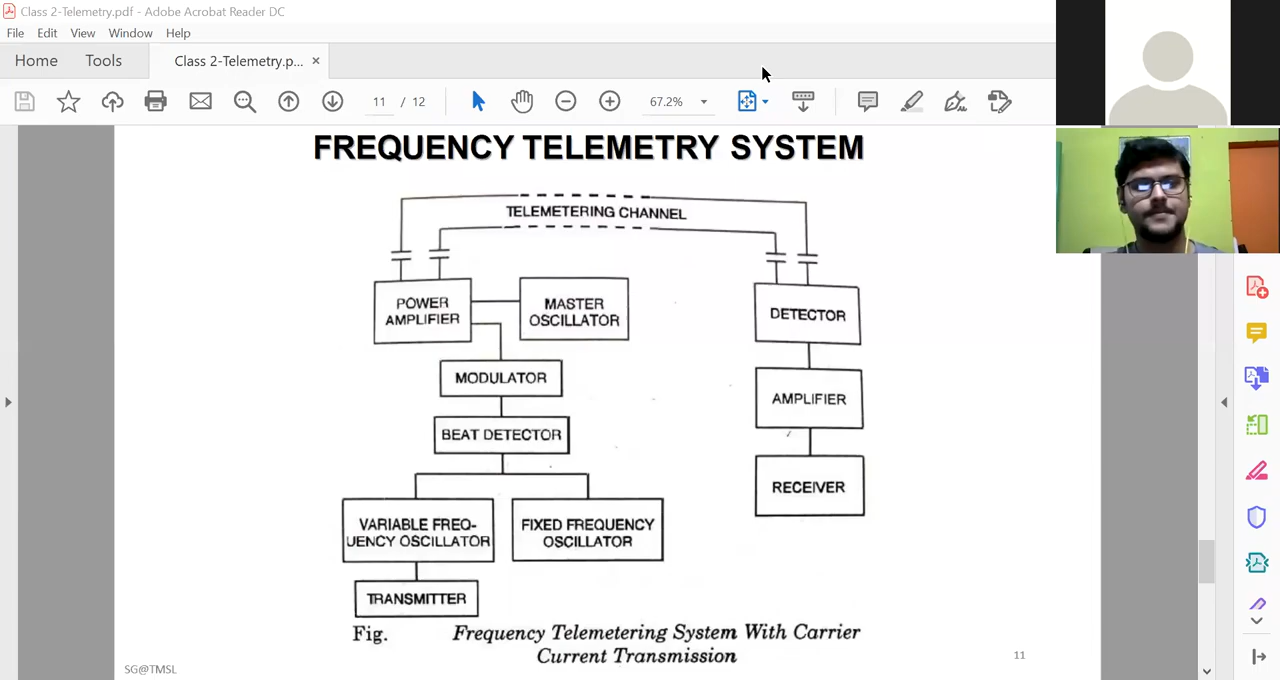 Class 2-Telemetry.pdf - Adobe Acrobat Reader DC
File Edit View Window Help
Home Tools Class 2-Telemetry.p... ×
11 / 12 67.2%
FREQUENCY TELEMETRY SYSTEM
TELEMETERING CHANNEL
POWER
AMPLIFIER
MASTER
OSCILLATOR
DETECTOR
MODULATOR
AMPLIFIER
BEAT DETECTOR
RECEIVER
VARIABLE FREQ-
UENCY OSCILLATOR
FIXED FREQUENCY
OSCILLATOR
TRANSMITTER
Fig. Frequency Telemetering System With Carrier
Current Transmission
SG@TMSL
11